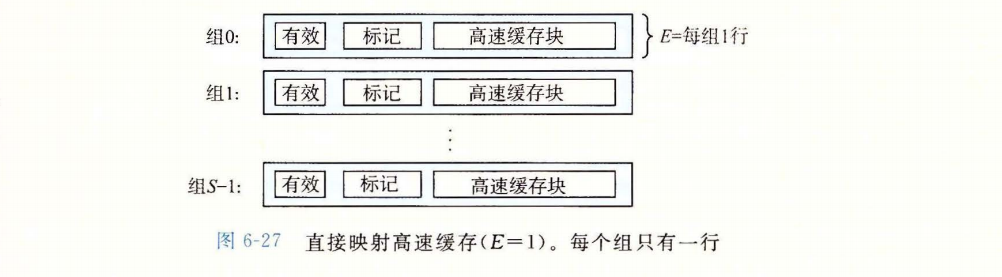 组0: 有效 标记 高速缓存块 E=每组1行
组1: 有效 标记 高速缓存块
⋮
组S-1: 有效 标记 高速缓存块
图 6-27 直接映射高速缓存(E=1)。每个组只有一行